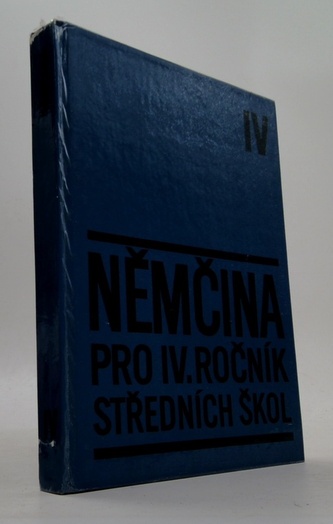 IV
NĚMČINA
PRO IV. ROČNÍK
STŘEDNÍCH ŠKOL